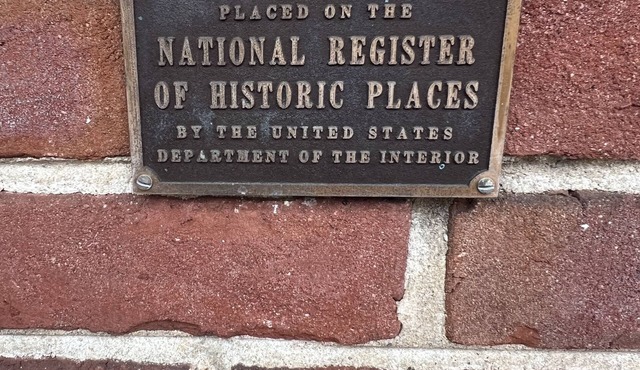 PLACED ON THE
NATIONAL REGISTER
OF HISTORIC PLACES
BY THE UNITED STATES
DEPARTMENT OF THE INTERIOR